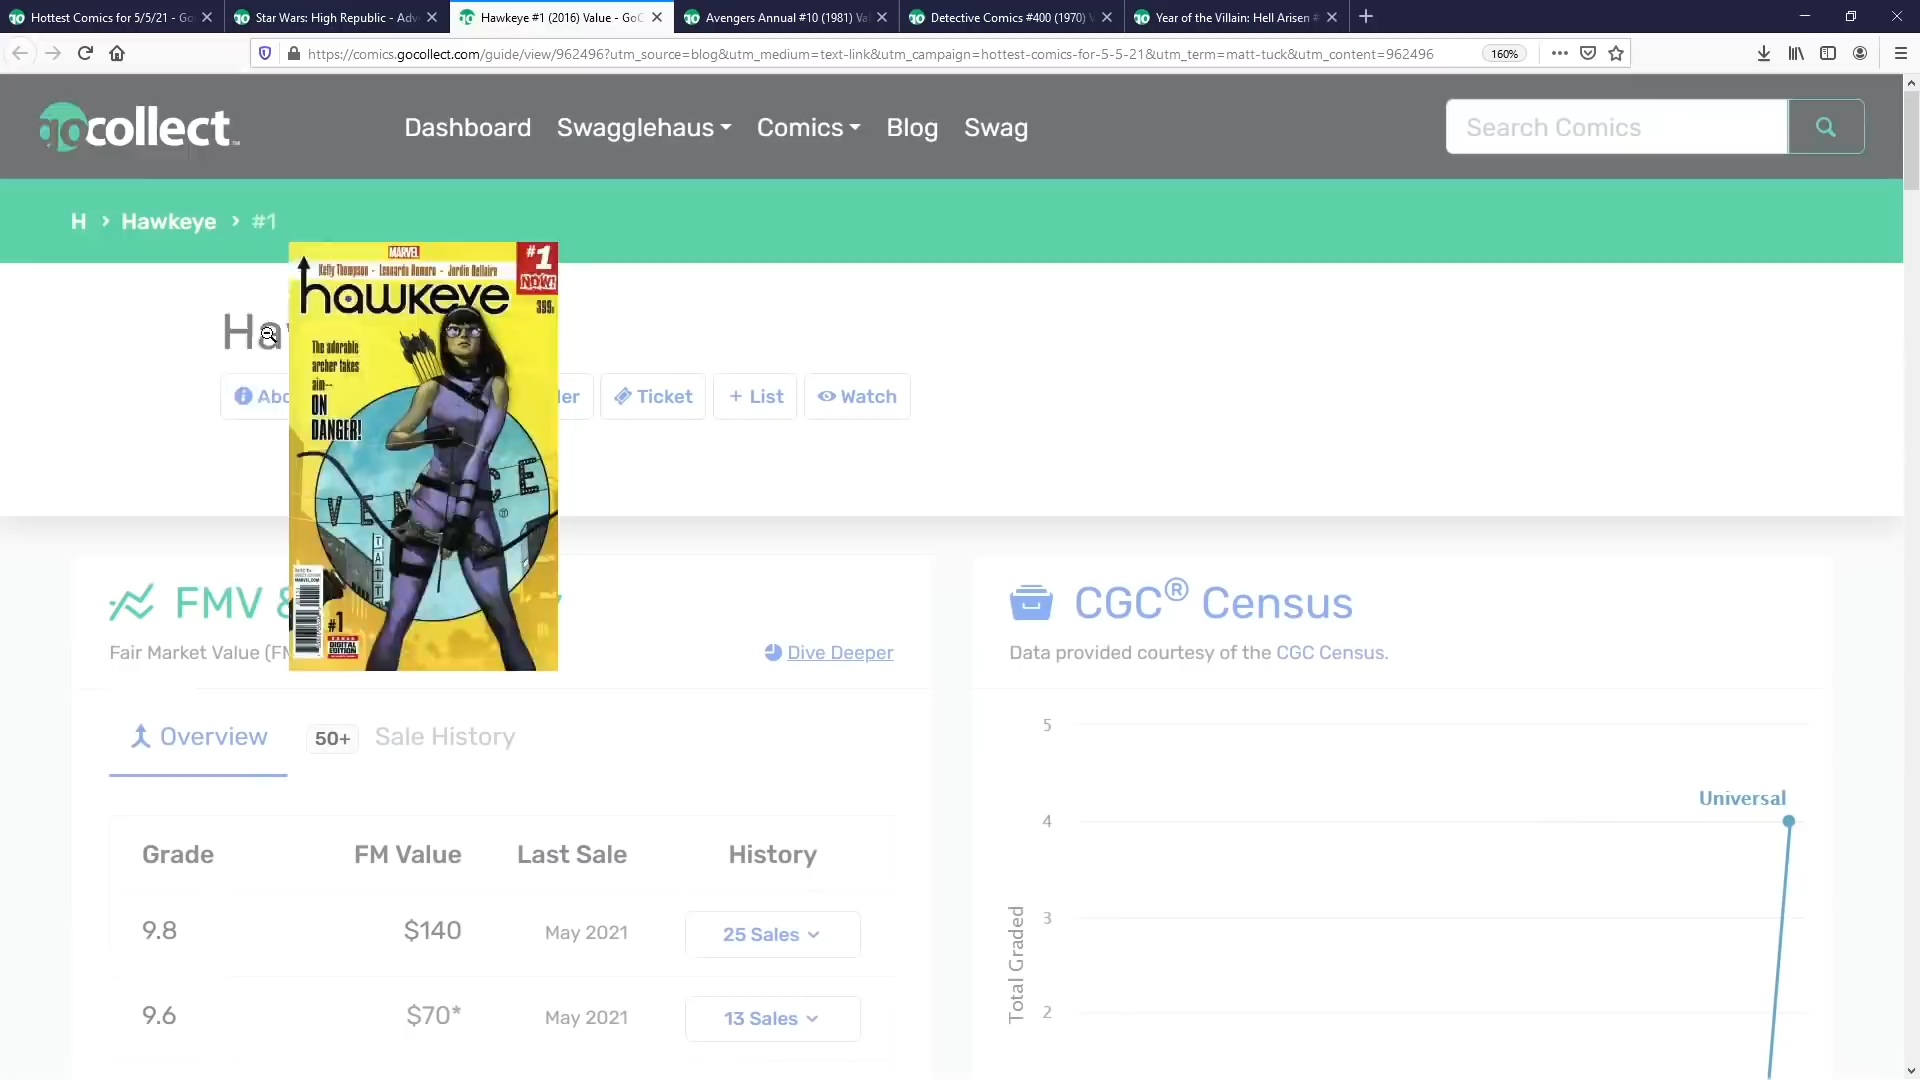 Hottest Comics for 5/5/21 - Go
Star Wars: High Republic - Adv
Hawkeye #1 (2016) Value - GoC
Avengers Annual #10 (1981) Va
Detective Comics #400 (1970) V
Year of the Villain: Hell Arisen #
https://comics.gocollect.com/guide/view/962496?utm_source=blog&utm_medium=text-link&utm_campaign=hottest-comics-for-5-5-21&utm_term=matt-tuck&utm_content=962496
160%
gocollect
Dashboard
Swagglehaus
Comics
Blog
Swag
Search Comics
H > Hawkeye > #1
MARVEL
Kelly Thompson - Leonardo Romero - Jordie Bellaire
#1
NOW!
hawkeye
399
The adorable
archer takes
aim--
ON
DANGER!
VENICE
TATT
#1
DIGITAL
EDITION
Ha
Abo
ler
Ticket
+ List
Watch
FMV &
y
Fair Market Value (FM
Dive Deeper
Overview
50+
Sale History
Grade
FM Value
Last Sale
History
9.8
$140
May 2021
25 Sales
9.6
$70*
May 2021
13 Sales
CGC® Census
Data provided courtesy of the CGC Census.
5
Universal
4
3
2
Total Graded